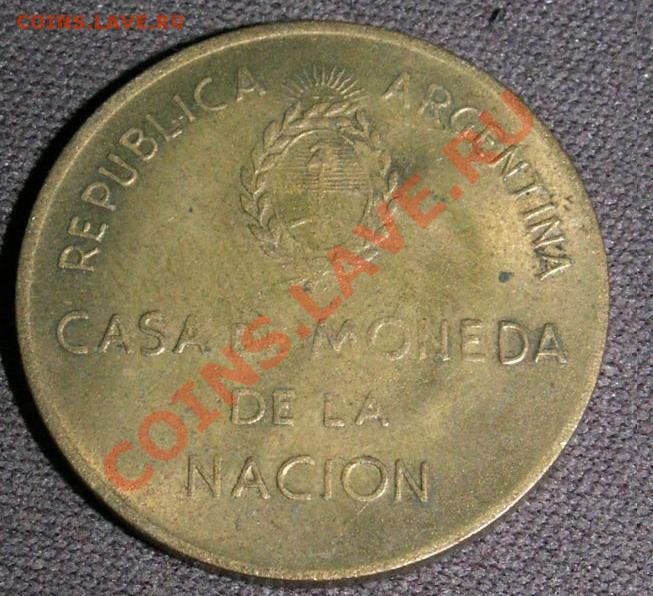 COINS.LAVE.RU
REPUBLICA ARGENTINA
CASA DE MONEDA
DE LA
NACION
COINS.LAVE.RU